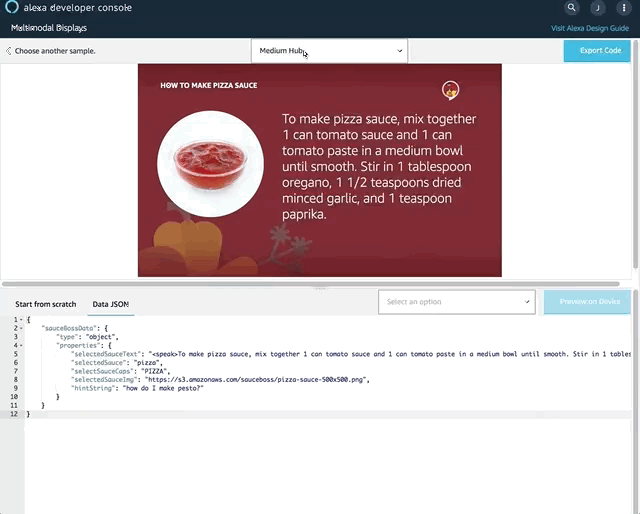 alexa developer console
J
Multimodal Displays
Visit Alexa Design Guide
Choose another sample.
Medium Hub
Export Code
HOW TO MAKE PIZZA SAUCE
To make pizza sauce, mix together
1 can tomato sauce and 1 can
tomato paste in a medium bowl
until smooth. Stir in 1 tablespoon
oregano, 1 1/2 teaspoons dried
minced garlic, and 1 teaspoon
paprika.
Start from scratch
Data JSON
Select an option
Preview on Device
1 {
2 "sauceBossData": {
3 "type": "object",
4 "properties": {
5 "selectedSauceText": "<speak>To make pizza sauce, mix together 1 can tomato sauce and 1 can tomato paste in a medium bowl until smooth. Stir in 1 tables
6 "selectedSauce": "pizza",
7 "selectSauceCaps": "PIZZA",
8 "selectedSauceImg": "https://s3.amazonaws.com/sauceboss/pizza-sauce-500x500.png",
9 "hintString": "how do I make pesto?"
10 }
11 }
12 }